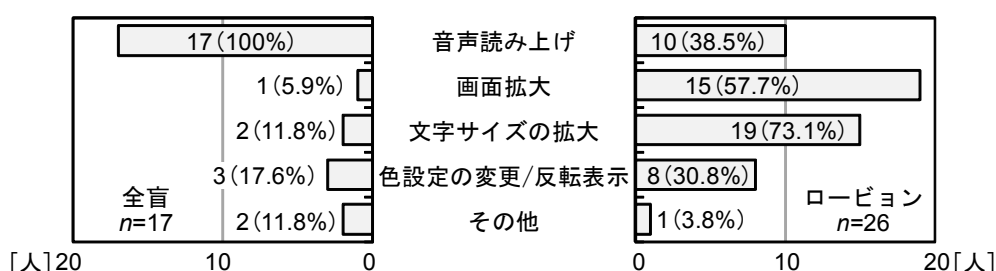 17(100%) 音声読み上げ 10(38.5%)
1(5.9%) 画面拡大 15(57.7%)
2(11.8%) 文字サイズの拡大 19(73.1%)
3(17.6%) 色設定の変更/反転表示 8(30.8%)
全盲 ロービョン
n=17 2(11.8%) その他 1(3.8%) n=26
[人]20 10 0 0 10 20[人]